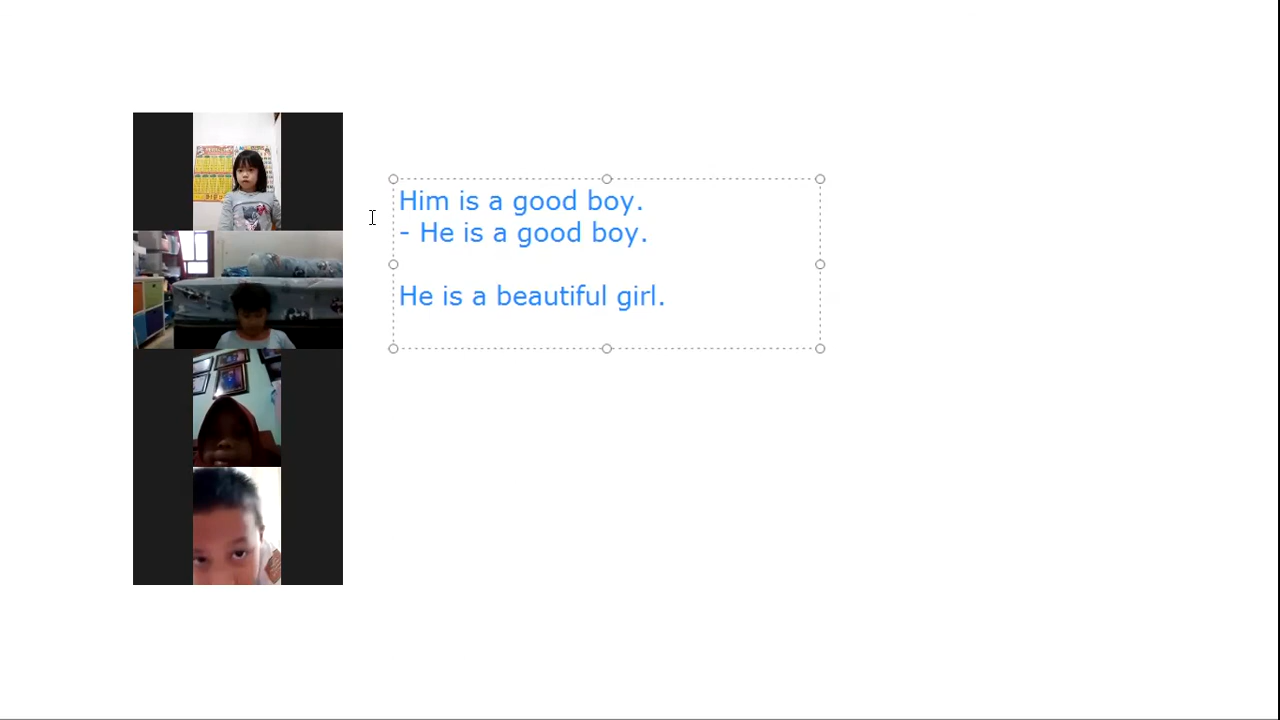 Him is a good boy.
- He is a good boy.
He is a beautiful girl.